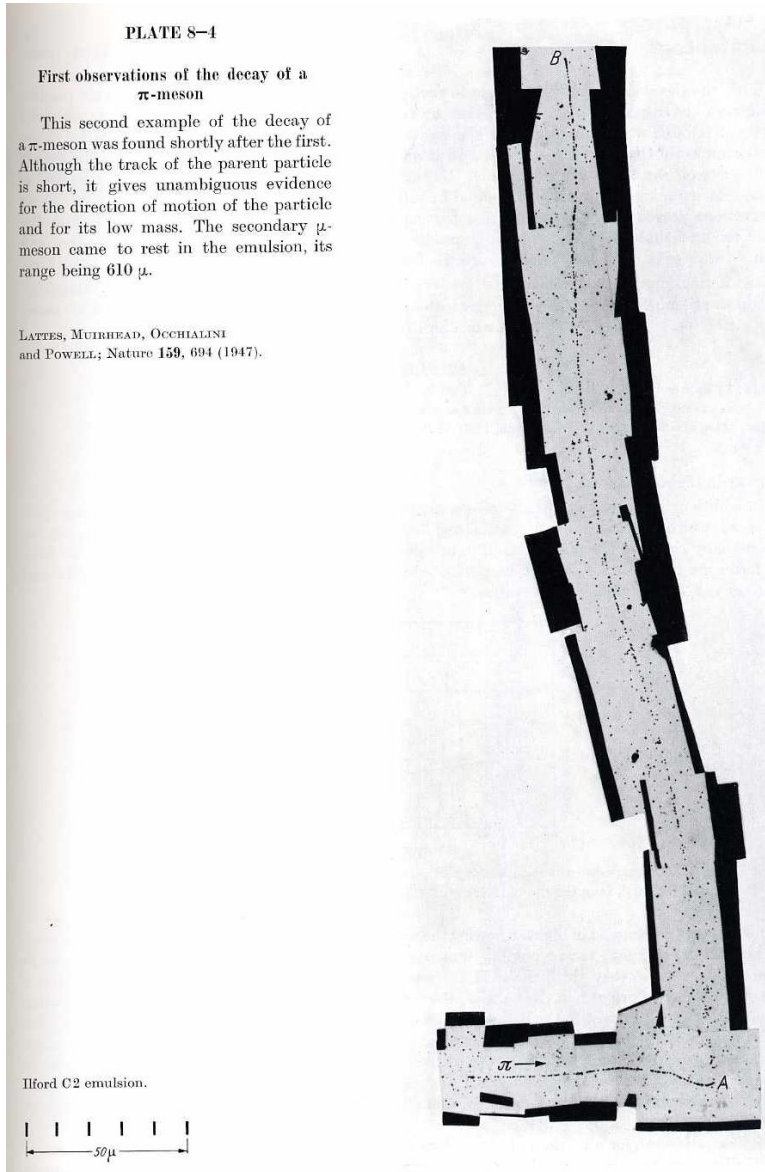 PLATE 8–4
First observations of the decay of a
π-meson
This second example of the decay of
a π-meson was found shortly after the first.
Although the track of the parent particle
is short, it gives unambiguous evidence
for the direction of motion of the particle
and for its low mass. The secondary μ-
meson came to rest in the emulsion, its
range being 610 μ.
LATTES, MUIRHEAD, OCCHIALINI
and POWELL; Nature 159, 694 (1947).
B
π
A
Ilford C2 emulsion.
50μ